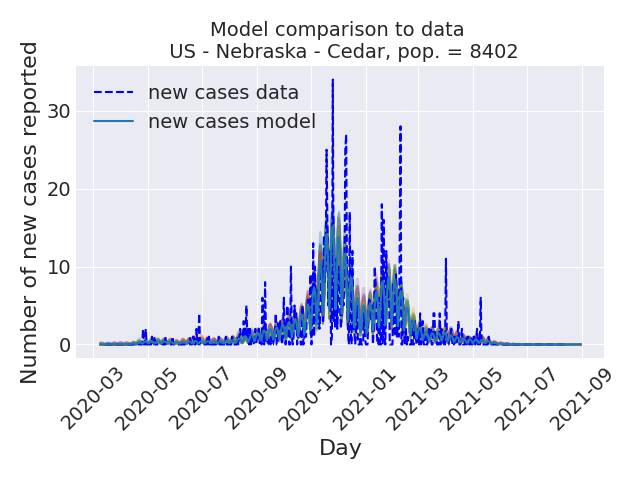 Model comparison to data
US - Nebraska - Cedar, pop. = 8402
Number of new cases reported
30
20
10
0
new cases data
new cases model
2020-03
2020-05
2020-07
2020-09
2020-11
2021-01
2021-03
2021-05
2021-07
2021-09
Day